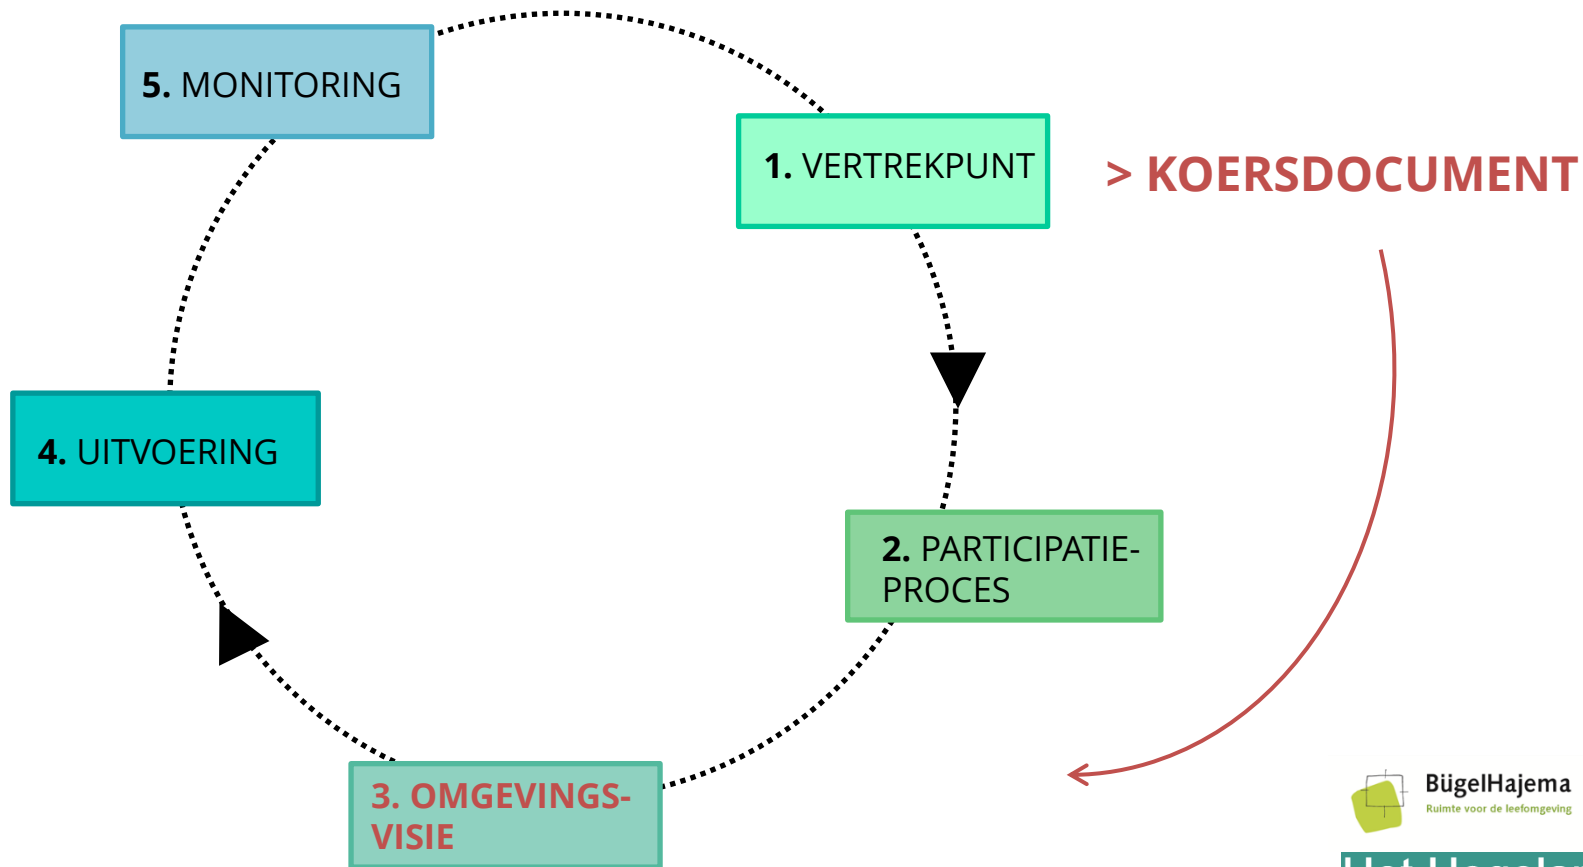 5. MONITORING
1. VERTREKPUNT
> KOERSDOCUMENT
4. UITVOERING
2. PARTICIPATIE-
PROCES
3. OMGEVINGS-
VISIE
BügelHajema
Ruimte voor de leefomgeving